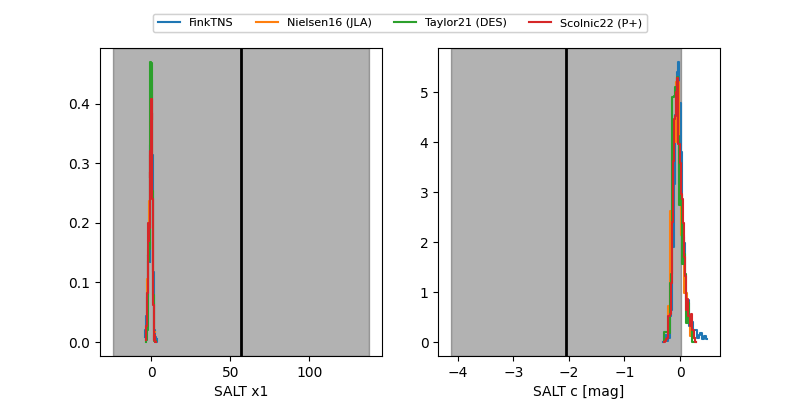 FinkTNS Nielsen16 (JLA) Taylor21 (DES) Scolnic22 (P+)
0.4
0.3
0.2
0.1
0.0
0 50 100
SALT x1
5
4
3
2
1
0
−4 −3 −2 −1 0
SALT c [mag]